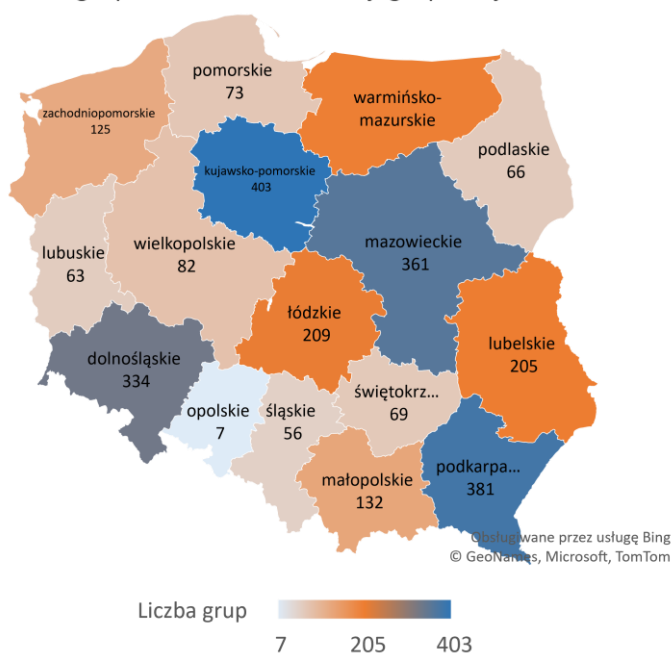 pomorskie
73
zachodniopomorskie
125
warmińsko-
mazurskie
podlaskie
66
kujawsko-pomorskie
403
wielkopolskie
82
mazowieckie
361
lubuskie
63
łódzkie
209
lubelskie
205
dolnośląskie
334
opolskie
7
śląskie
56
świętokrz...
69
małopolskie
132
podkarpa...
381
Obsługiwane przez usługę Bing
© GeoNames, Microsoft, TomTom
Liczba grup
7 205 403